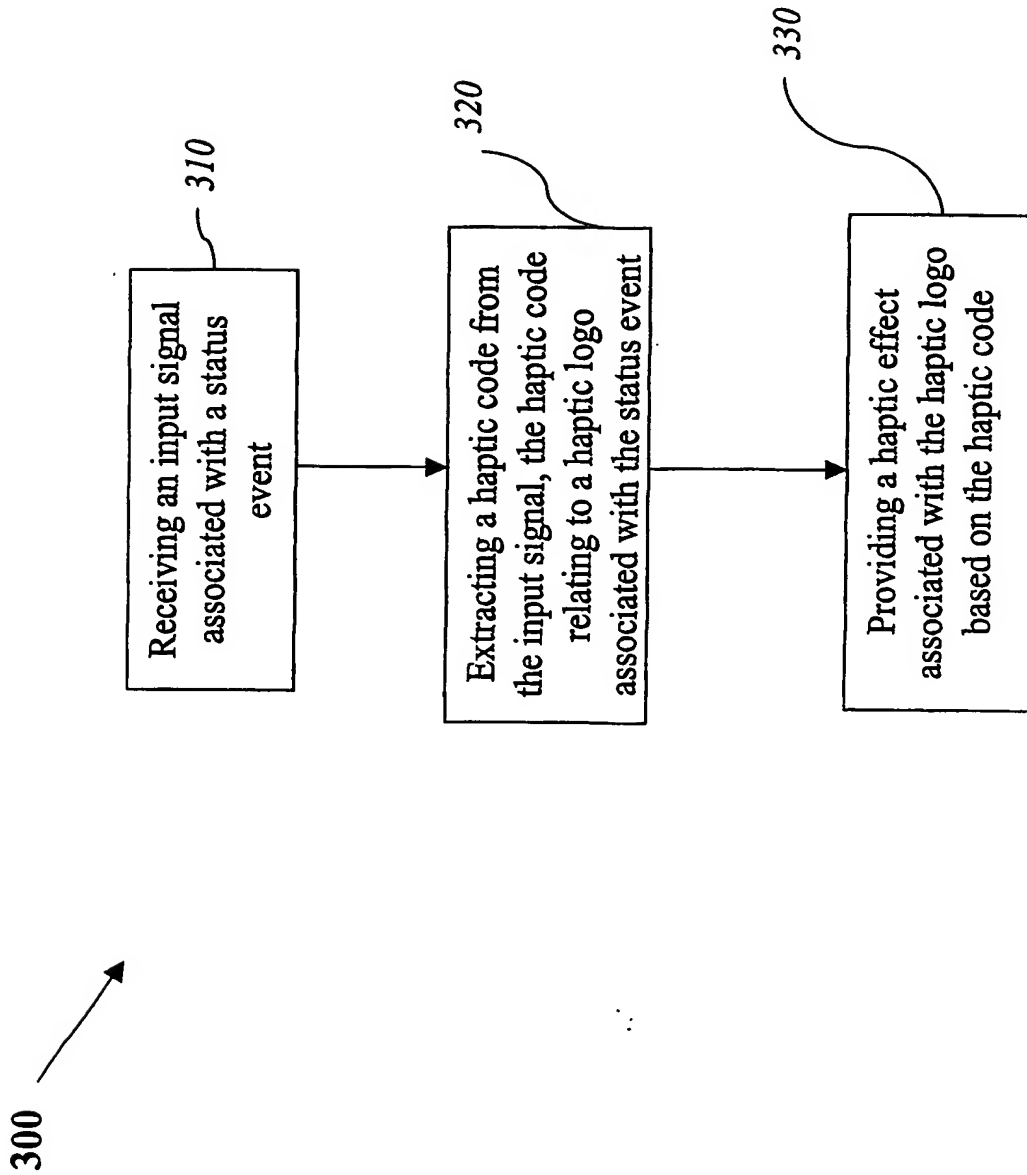 300
310
Receiving an input signal
associated with a status
event
320
Extracting a haptic code from
the input signal, the haptic code
relating to a haptic logo
associated with the status event
330
Providing a haptic effect
associated with the haptic logo
based on the haptic code